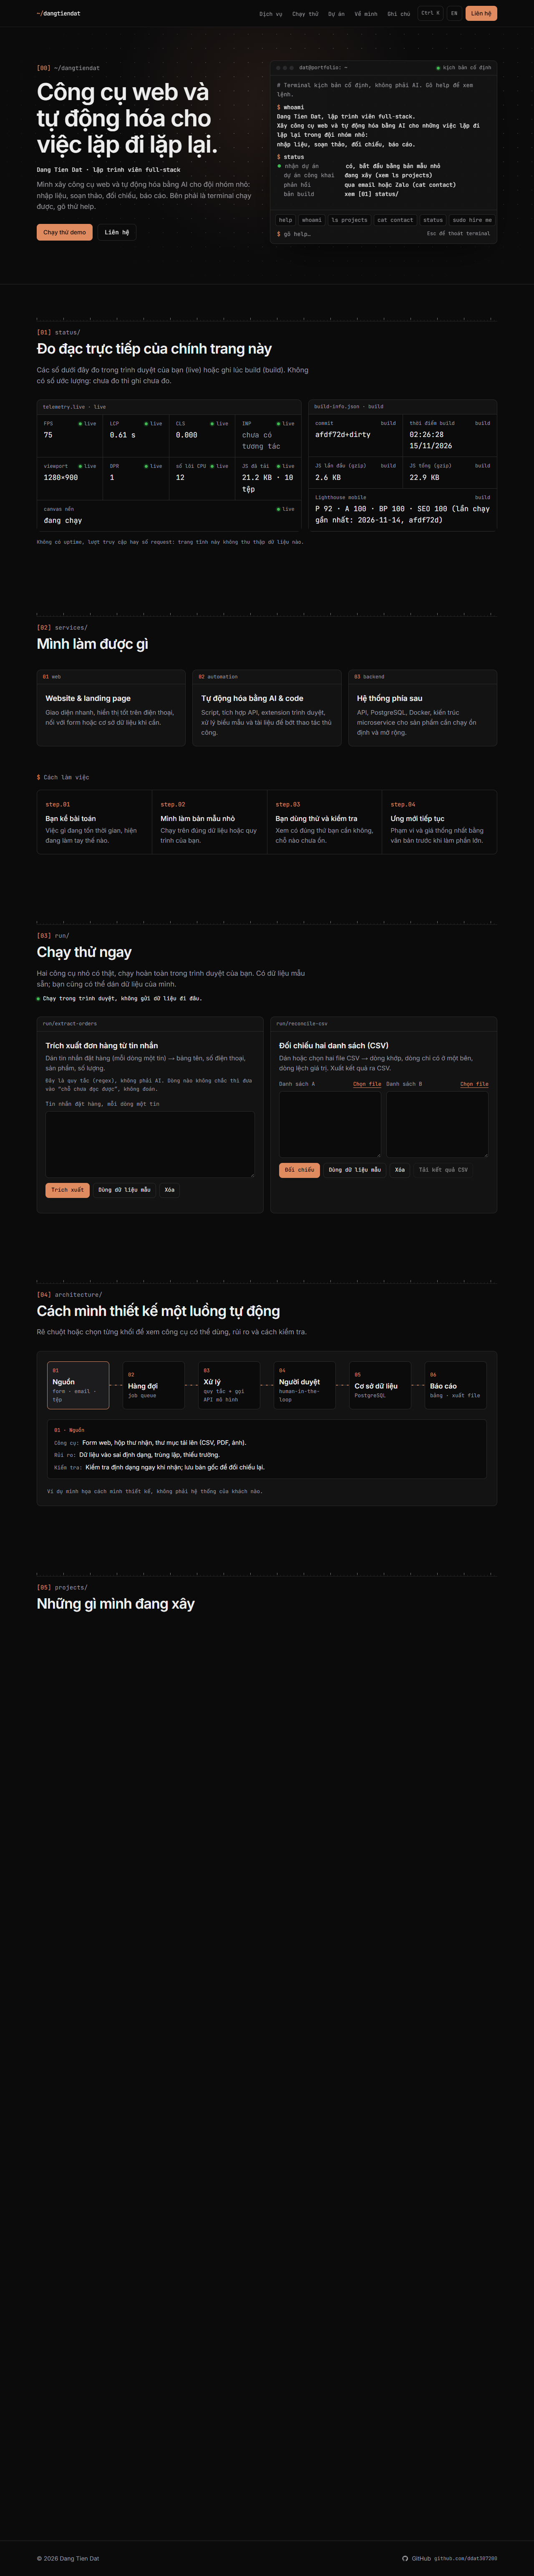 ~/dangtiendat
Dịch vụ
Chạy thử
Dự án
Về mình
Ghi chú
Ctrl K
EN
Liên hệ
[00] ~/dangtiendat
Công cụ web và
tự động hóa cho
việc lặp đi lặp lại.
Dang Tien Dat · lập trình viên full-stack
Mình xây công cụ web và tự động hóa bằng AI cho đội nhóm nhỏ:
nhập liệu, soạn thảo, đối chiếu, báo cáo. Bên phải là terminal chạy
được, gõ thử help.
Chạy thử demo
Liên hệ
dat@portfolio: ~
kịch bản cố định
# Terminal kịch bản cố định, không phải AI. Gõ help để xem
lệnh.
$ whoami
Dang Tien Dat, lập trình viên full-stack.
Xây công cụ web và tự động hóa bằng AI cho những việc lặp đi
lặp lại trong đội nhóm nhỏ:
nhập liệu, soạn thảo, đối chiếu, báo cáo.
$ status
nhận dự án có, bắt đầu bằng bản mẫu nhỏ
dự án công khai đang xây (xem ls projects)
phản hồi qua email hoặc Zalo (cat contact)
bản build xem [01] status/
help
whoami
ls projects
cat contact
status
sudo hire me
$ gõ help…
Esc để thoát terminal
[01] status/
Đo đạc trực tiếp của chính trang này
Các số dưới đây đo trong trình duyệt của bạn (live) hoặc ghi lúc build (build). Không
có số ước lượng: chưa đo thì ghi chưa đo.
telemetry.live · live
FPS live
75
LCP live
0.61 s
CLS live
0.000
INP live
chưa có
tương tác
viewport live
1280×900
DPR live
1
số lõi CPU live
12
JS đã tải live
21.2 KB · 10
tệp
canvas nền live
đang chạy
build-info.json · build
commit build
afdf72d+dirty
thời điểm build build
02:26:28
15/11/2026
JS lần đầu (gzip) build
2.6 KB
JS tổng (gzip) build
22.9 KB
Lighthouse mobile build
P 92 · A 100 · BP 100 · SEO 100 (lần chạy
gần nhất: 2026-11-14, afdf72d)
Không có uptime, lượt truy cập hay số request: trang tĩnh này không thu thập dữ liệu nào.
[02] services/
Mình làm được gì
01 web
Website & landing page
Giao diện nhanh, hiển thị tốt trên điện thoại,
nối với form hoặc cơ sở dữ liệu khi cần.
02 automation
Tự động hóa bằng AI & code
Script, tích hợp API, extension trình duyệt,
xử lý biểu mẫu và tài liệu để bớt thao tác thủ
công.
03 backend
Hệ thống phía sau
API, PostgreSQL, Docker, kiến trúc
microservice cho sản phẩm cần chạy ổn
định và mở rộng.
$ Cách làm việc
step.01
Bạn kể bài toán
Việc gì đang tốn thời gian, hiện
đang làm tay thế nào.
step.02
Mình làm bản mẫu nhỏ
Chạy trên đúng dữ liệu hoặc quy
trình của bạn.
step.03
Bạn dùng thử và kiểm tra
Xem có đúng thứ bạn cần không,
chỗ nào chưa ổn.
step.04
Ưng mới tiếp tục
Phạm vi và giá thống nhất bằng
văn bản trước khi làm phần lớn.
[03] run/
Chạy thử ngay
Hai công cụ nhỏ có thật, chạy hoàn toàn trong trình duyệt của bạn. Có dữ liệu mẫu
sẵn; bạn cũng có thể dán dữ liệu của mình.
Chạy trong trình duyệt, không gửi dữ liệu đi đâu.
run/extract-orders
Trích xuất đơn hàng từ tin nhắn
Dán tin nhắn đặt hàng (mỗi dòng một tin) → bảng tên, số điện thoại,
sản phẩm, số lượng.
Đây là quy tắc (regex), không phải AI. Dòng nào không chắc thì đưa
vào "chỗ chưa đọc được", không đoán.
Tin nhắn đặt hàng, mỗi dòng một tin
Trích xuất
Dùng dữ liệu mẫu
Xóa
run/reconcile-csv
Đối chiếu hai danh sách (CSV)
Dán hoặc chọn hai file CSV → dòng khớp, dòng chỉ có ở một bên,
dòng lệch giá trị. Xuất kết quả ra CSV.
Danh sách A
Chọn file
Danh sách B
Chọn file
Đối chiếu
Dùng dữ liệu mẫu
Xóa
Tải kết quả CSV
[04] architecture/
Cách mình thiết kế một luồng tự động
Rê chuột hoặc chọn từng khối để xem công cụ có thể dùng, rủi ro và cách kiểm tra.
01
Nguồn
form · email ·
tệp
02
Hàng đợi
job queue
03
Xử lý
quy tắc + gọi
API mô hình
04
Người duyệt
human-in-the-
loop
05
Cơ sở dữ liệu
PostgreSQL
06
Báo cáo
bảng · xuất file
01 · Nguồn
Công cụ: Form web, hộp thư nhận, thư mục tải lên (CSV, PDF, ảnh).
Rủi ro: Dữ liệu vào sai định dạng, trùng lặp, thiếu trường.
Kiểm tra: Kiểm tra định dạng ngay khi nhận; lưu bản gốc để đối chiếu lại.
Ví dụ minh họa cách mình thiết kế, không phải hệ thống của khách nào.
[05] projects/
Những gì mình đang xây
© 2026 Dang Tien Dat
GitHub github.com/ddat307200